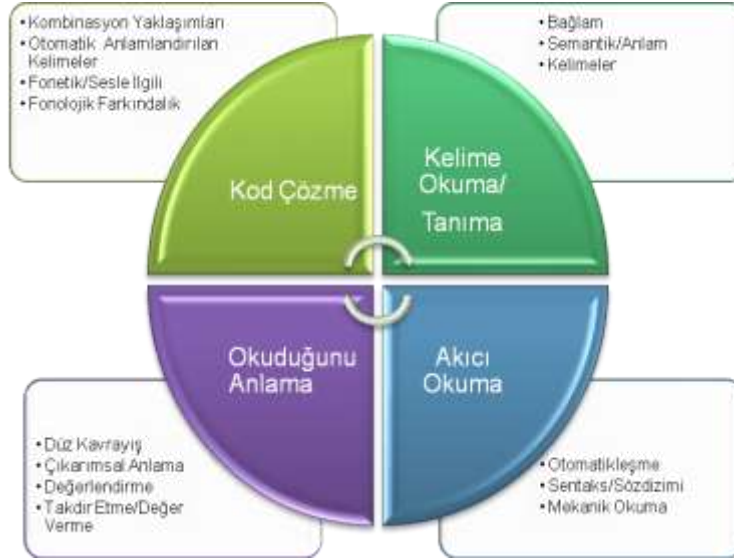 • Kombinasyon Yaklaşımları
• Otomatik Anlamlandırılan
Kelimeler
• Fonetik/Sesle İlgili
• Fonolojik Farkındalık
• Bağlam
• Semantik/Anlam
• Kelimeler
Kod Çözme
Kelime
Okuma/
Tanıma
Okuduğunu
Anlama
Akıcı
Okuma
• Düz Kavrayış
• Çıkarımsal Anlama
• Değerlendirme
• Takdir Etme/Değer
Verme
• Otomatikleşme
• Sentaks/Sözdizimi
• Mekanik Okuma